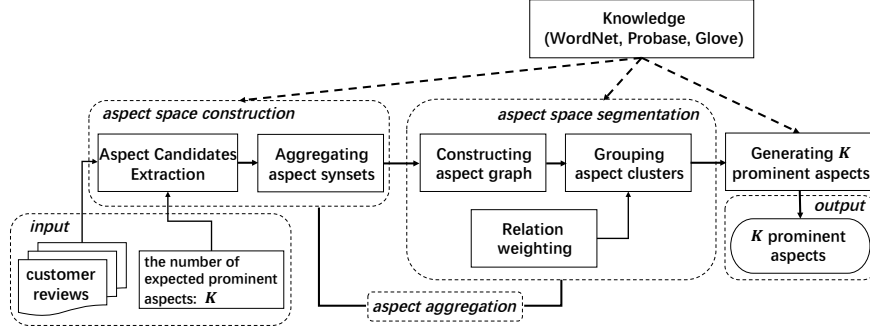 Knowledge
(WordNet, Probase, Glove)
aspect space construction
aspect space segmentation
Aspect Candidates
Extraction
Aggregating
aspect synsets
Constructing
aspect graph
Grouping
aspect clusters
Generating K
prominent aspects
input
customer
reviews
the number of
expected prominent
aspects: K
Relation
weighting
output
K prominent
aspects
aspect aggregation